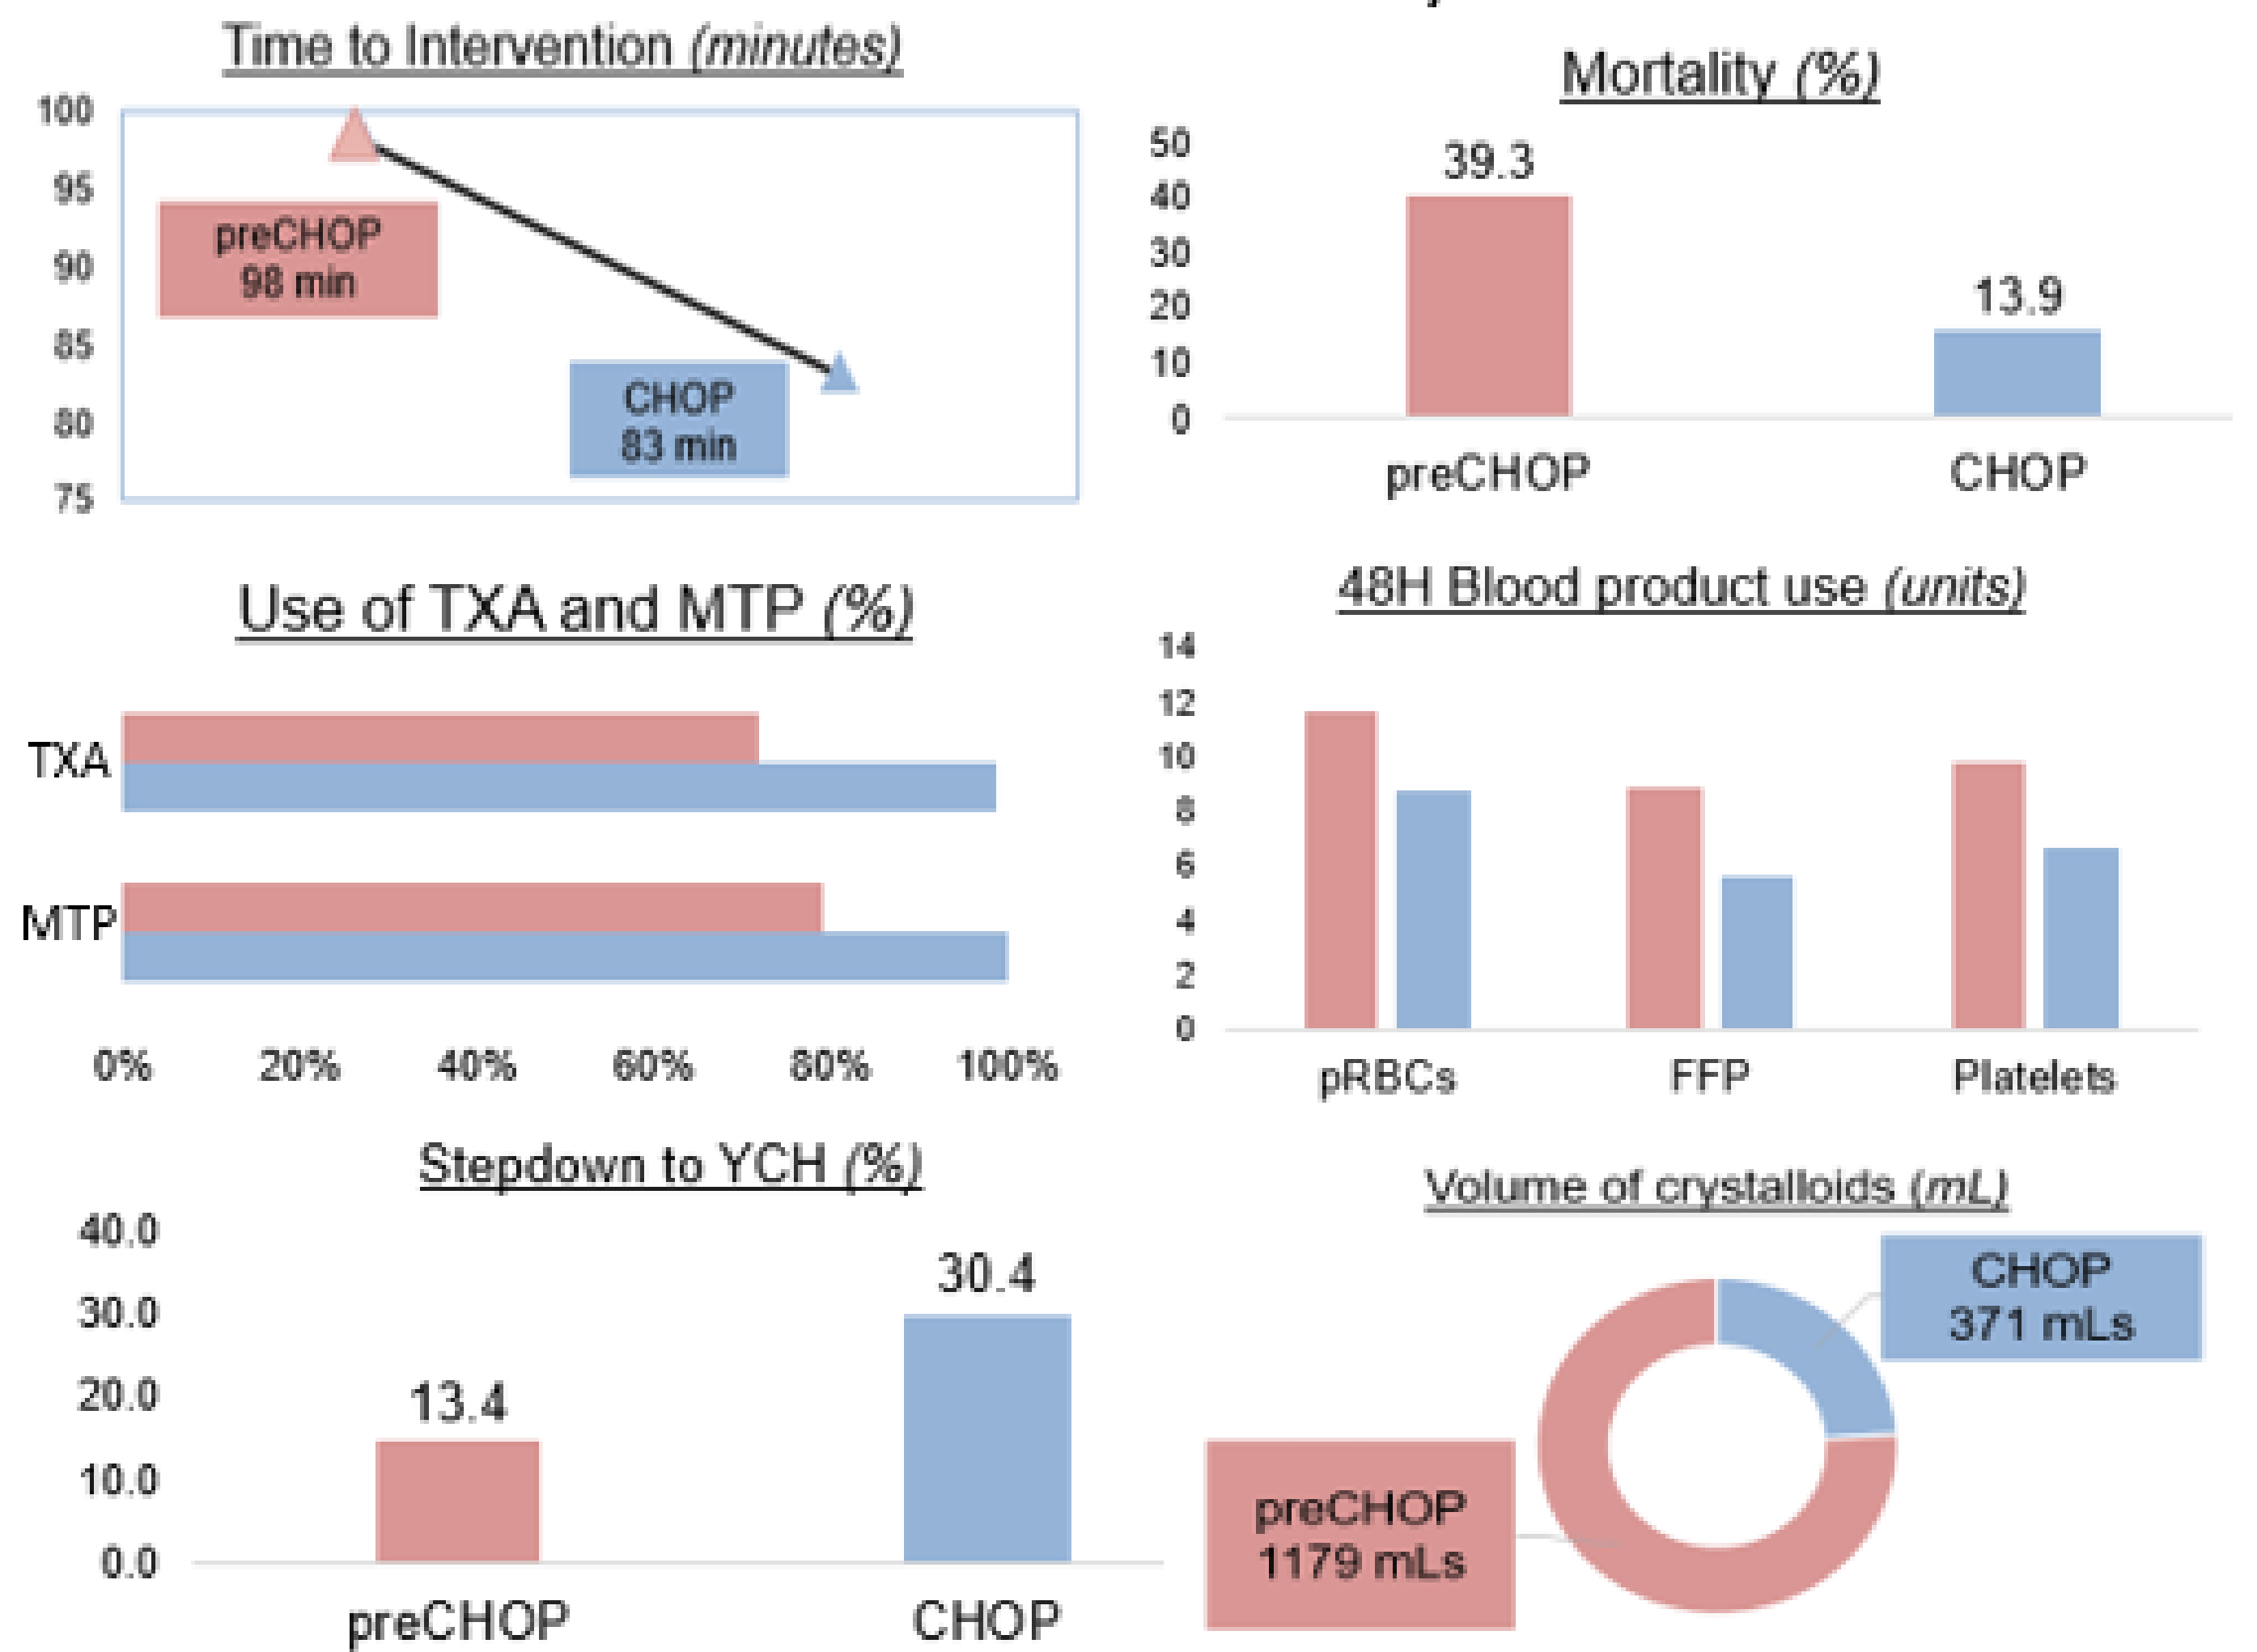 Time to Intervention (minutes)
100
95
90
85
80
75
preCHOP
98 min
CHOP
83 min
Mortality (%)
50
40
30
20
10
0
39.3
13.9
preCHOP
CHOP
Use of TXA and MTP (%)
TXA
MTP
0%
20%
40%
60%
80%
100%
48H Blood product use (units)
14
12
10
8
6
4
2
0
pRBCs
FFP
Platelets
Stepdown to YCH (%)
40.0
30.0
20.0
10.0
0.0
13.4
30.4
preCHOP
CHOP
Volume of crystalloids (mL)
CHOP
371 mLs
preCHOP
1179 mLs